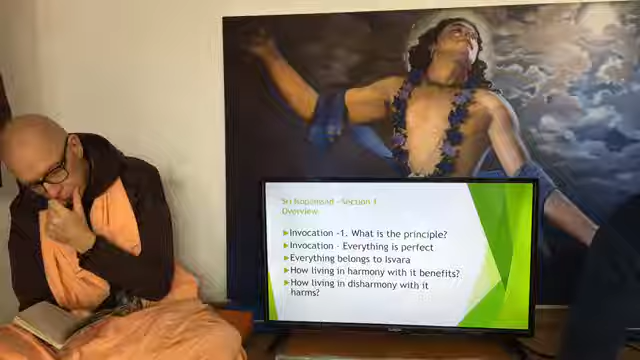 Sri Isopanisad – Section 1
Overview
Invocation -1. What is the principle?
Invocation - Everything is perfect
Everything belongs to Isvara
How living in harmony with it benefits?
How living in disharmony with it
harms?